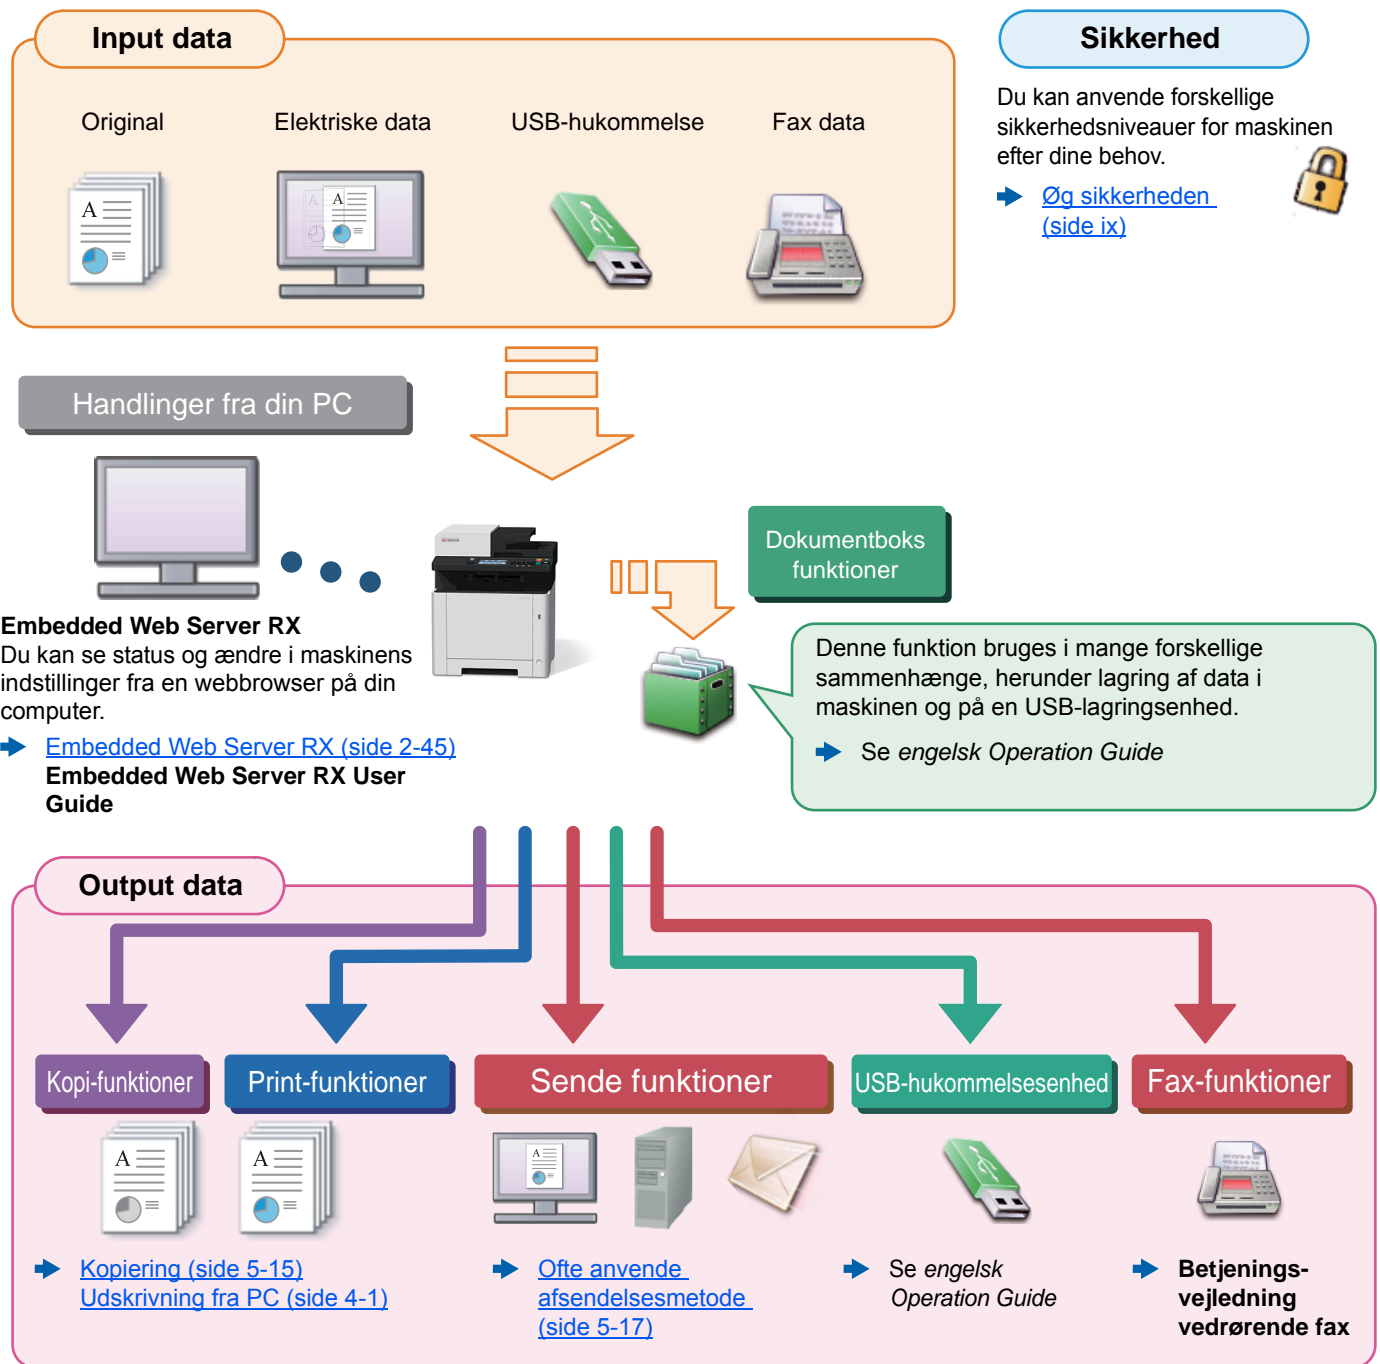 Input data
Original
Elektriske data
USB-hukommelse
Fax data
Sikkerhed
Du kan anvende forskellige
sikkerhedsniveauer for maskinen
efter dine behov.
Øg sikkerheden
(side ix)
Handlinger fra din PC
Embedded Web Server RX
Du kan se status og ændre i maskinens
indstillinger fra en webbrowser på din
computer.
Embedded Web Server RX (side 2-45)
Embedded Web Server RX User
Guide
Dokumentboks
funktioner
Denne funktion bruges i mange forskellige
sammenhænge, herunder lagring af data i
maskinen og på en USB-lagringsenhed.
Se engelsk Operation Guide
Output data
Kopi-funktioner
Print-funktioner
Sende funktioner
USB-hukommelsesenhed
Fax-funktioner
Kopiering (side 5-15)
Udskrivning fra PC (side 4-1)
Ofte anvende
afsendelsesmetode
(side 5-17)
Se engelsk
Operation Guide
Betjenings-
vejledning
vedrørende fax